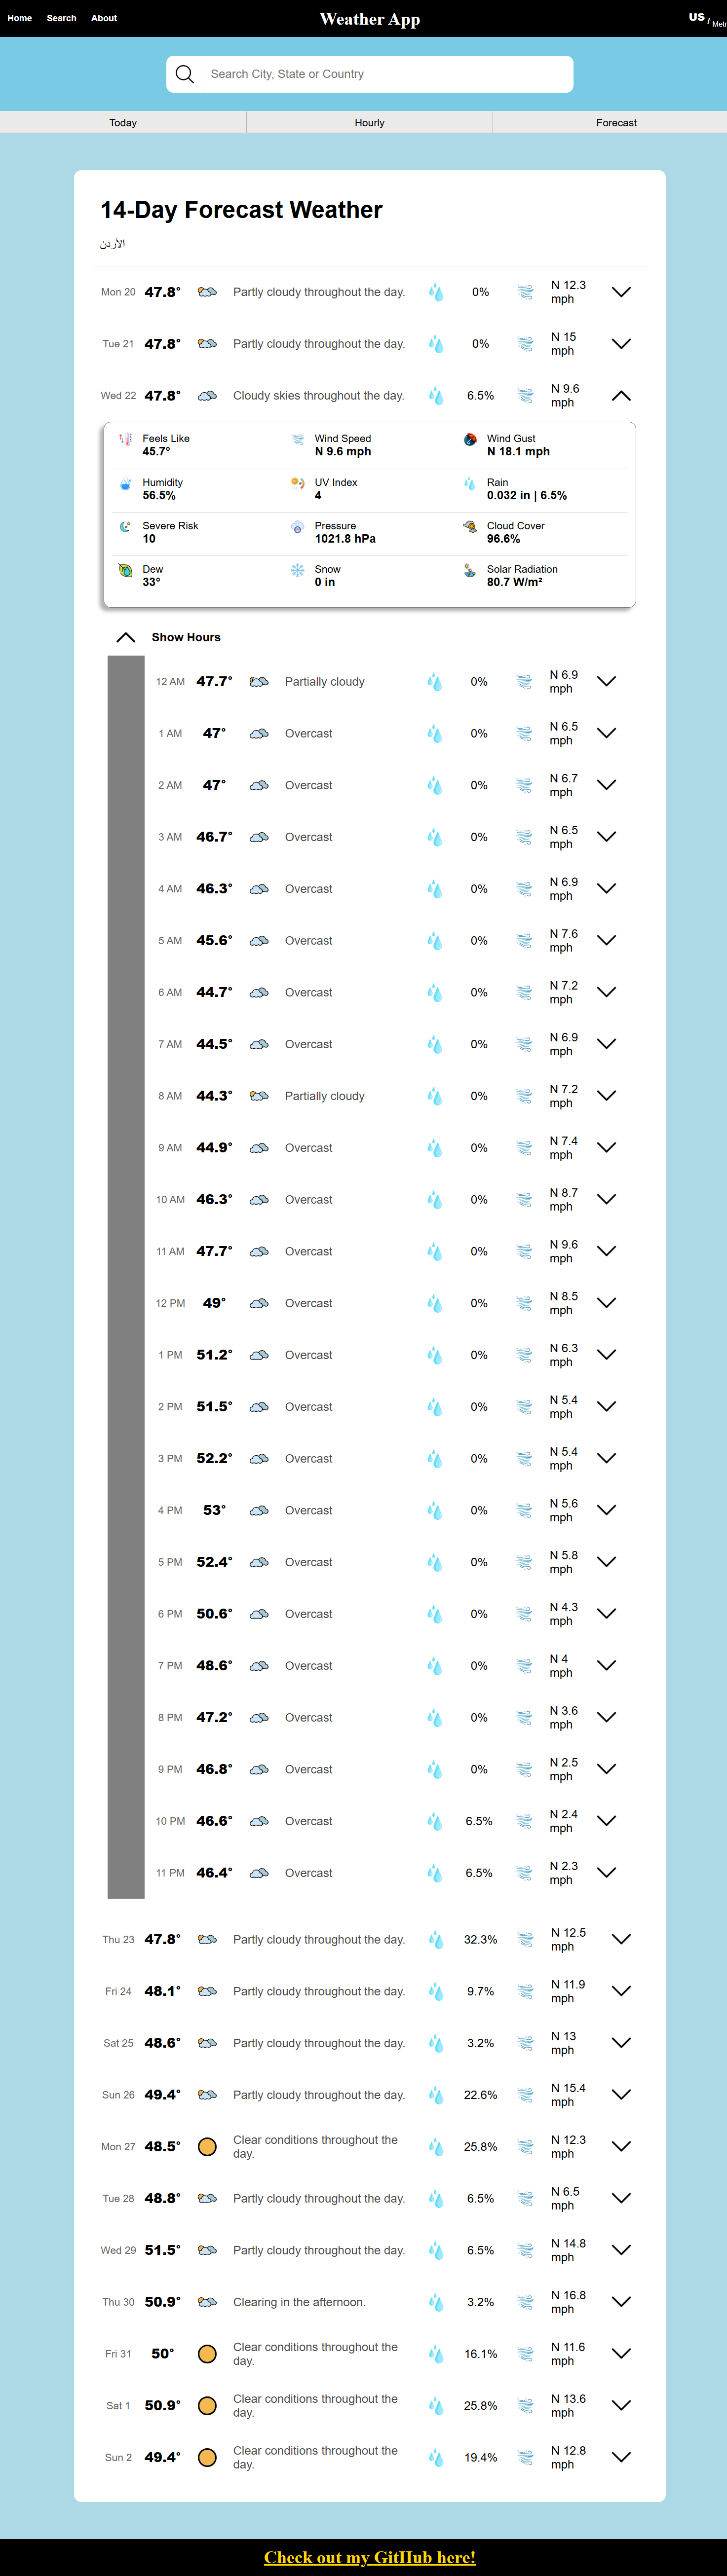 Home Search About Weather App US / Metr
Search City, State or Country
Today Hourly Forecast
14-Day Forecast Weather
الأردن
Mon 20 47.8° Partly cloudy throughout the day. 0% N 12.3
mph
Tue 21 47.8° Partly cloudy throughout the day. 0% N 15
mph
Wed 22 47.8° Cloudy skies throughout the day. 6.5% N 9.6
mph
Feels Like Wind Speed Wind Gust
45.7° N 9.6 mph N 18.1 mph
Humidity UV Index Rain
56.5% 4 0.032 in | 6.5%
Severe Risk Pressure Cloud Cover
10 1021.8 hPa 96.6%
Dew Snow Solar Radiation
33° 0 in 80.7 W/m²
Show Hours
12 AM 47.7° Partially cloudy 0% N 6.9
mph
1 AM 47° Overcast 0% N 6.5
mph
2 AM 47° Overcast 0% N 6.7
mph
3 AM 46.7° Overcast 0% N 6.5
mph
4 AM 46.3° Overcast 0% N 6.9
mph
5 AM 45.6° Overcast 0% N 7.6
mph
6 AM 44.7° Overcast 0% N 7.2
mph
7 AM 44.5° Overcast 0% N 6.9
mph
8 AM 44.3° Partially cloudy 0% N 7.2
mph
9 AM 44.9° Overcast 0% N 7.4
mph
10 AM 46.3° Overcast 0% N 8.7
mph
11 AM 47.7° Overcast 0% N 9.6
mph
12 PM 49° Overcast 0% N 8.5
mph
1 PM 51.2° Overcast 0% N 6.3
mph
2 PM 51.5° Overcast 0% N 5.4
mph
3 PM 52.2° Overcast 0% N 5.4
mph
4 PM 53° Overcast 0% N 5.6
mph
5 PM 52.4° Overcast 0% N 5.8
mph
6 PM 50.6° Overcast 0% N 4.3
mph
7 PM 48.6° Overcast 0% N 4
mph
8 PM 47.2° Overcast 0% N 3.6
mph
9 PM 46.8° Overcast 0% N 2.5
mph
10 PM 46.6° Overcast 6.5% N 2.4
mph
11 PM 46.4° Overcast 6.5% N 2.3
mph
Thu 23 47.8° Partly cloudy throughout the day. 32.3% N 12.5
mph
Fri 24 48.1° Partly cloudy throughout the day. 9.7% N 11.9
mph
Sat 25 48.6° Partly cloudy throughout the day. 3.2% N 13
mph
Sun 26 49.4° Partly cloudy throughout the day. 22.6% N 15.4
mph
Mon 27 48.5° Clear conditions throughout the 25.8% N 12.3
day. mph
Tue 28 48.8° Partly cloudy throughout the day. 6.5% N 6.5
mph
Wed 29 51.5° Partly cloudy throughout the day. 6.5% N 14.8
mph
Thu 30 50.9° Clearing in the afternoon. 3.2% N 16.8
mph
Fri 31 50° Clear conditions throughout the 16.1% N 11.6
day. mph
Sat 1 50.9° Clear conditions throughout the 25.8% N 13.6
day. mph
Sun 2 49.4° Clear conditions throughout the 19.4% N 12.8
day. mph
Check out my GitHub here!